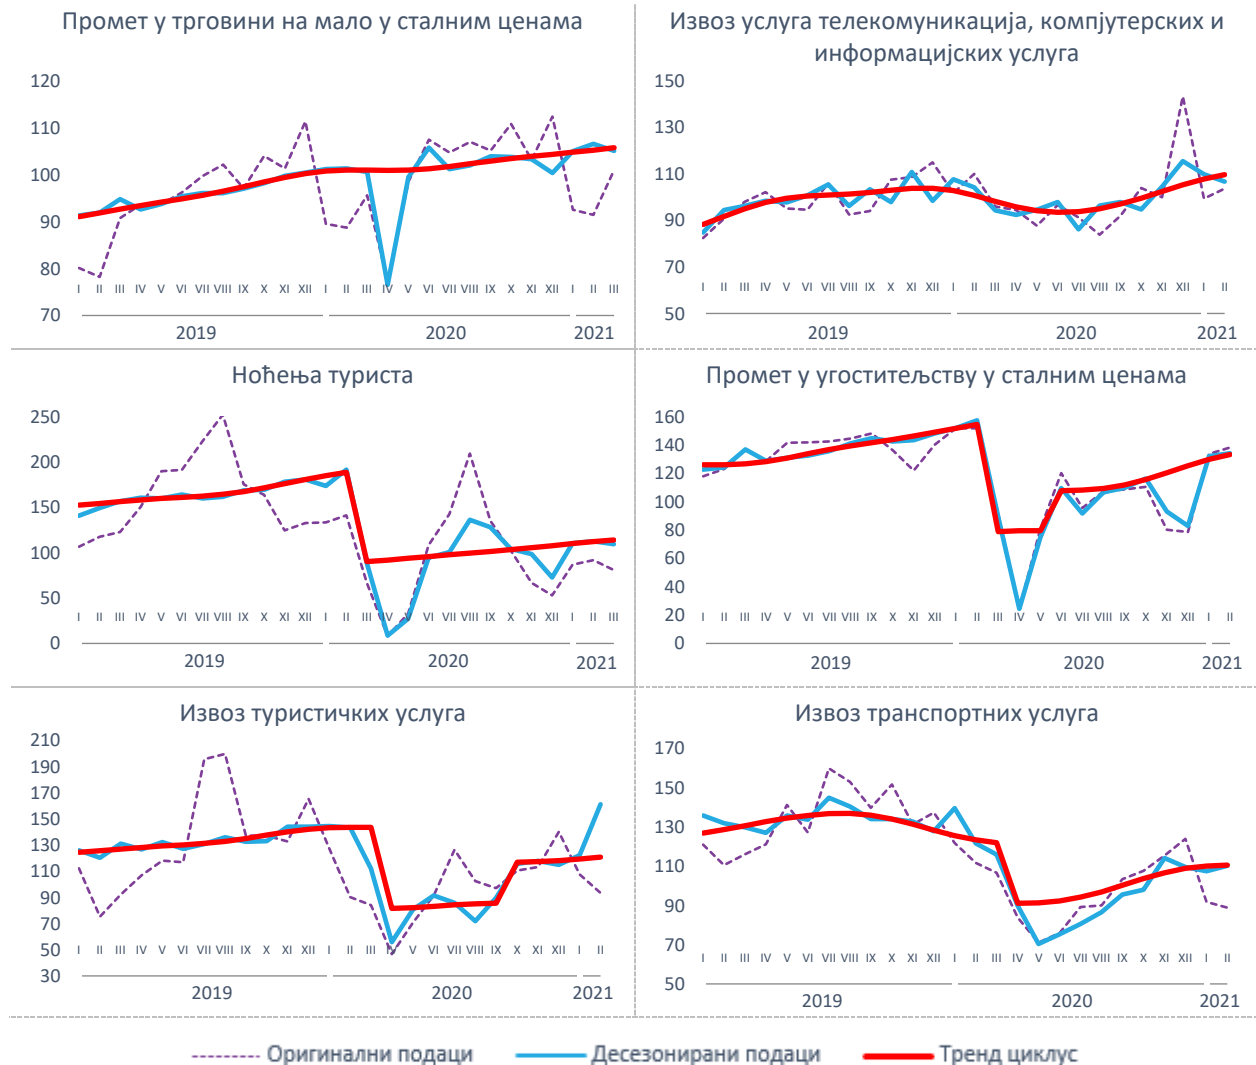 Промет у трговини на мало у сталним ценама
120
110
100
90
80
70
I II III IV V VI VII VIII IX X XI XII I II III IV V VI VII VIII IX X XI XII I II III
2019 2020 2021
Извоз услуга телекомуникација, компјутерских и
информацијских услуга
150
130
110
90
70
50
I II III IV V VI VII VIII IX X XI XII I II III IV V VI VII VIII IX X XI XII I II
2019 2020 2021
Ноћења туриста
250
200
150
100
50
0
I II III IV V VI VII VIII IX X XI XII I II III IV V VI VII VIII IX X XI XII I II III
2019 2020 2021
Промет у угоститељству у сталним ценама
160
140
120
100
80
60
40
20
0
I II III IV V VI VII VIII IX X XI XII I II III IV V VI VII VIII IX X XI XII I II
2019 2020 2021
Извоз туристичких услуга
210
190
170
150
130
110
90
70
50
30
I II III IV V VI VII VIII IX X XI XII I II III IV V VI VII VIII IX X XI XII I II
2019 2020 2021
Извоз транспортних услуга
170
150
130
110
90
70
50
I II III IV V VI VII VIII IX X XI XII I II III IV V VI VII VIII IX X XI XII I II
2019 2020 2021
Оригинални подаци Десезонирани подаци Тренд циклус